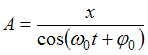 A = x / cos(ω₀t + φ₀)